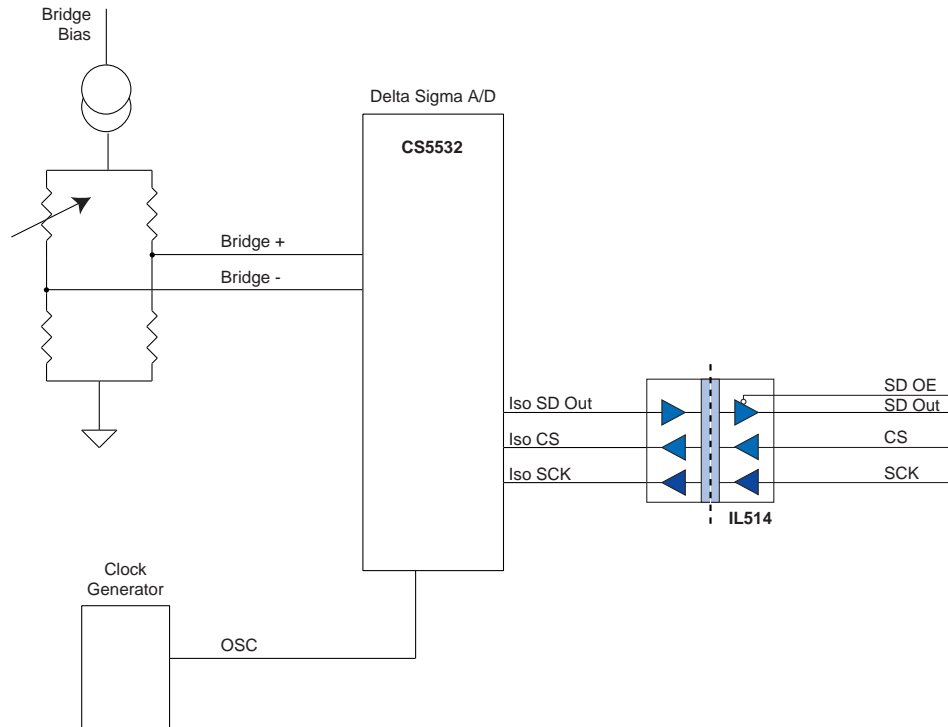 Bridge
Bias
Delta Sigma A/D
CS5532
Bridge +
Bridge -
SD OE
Iso SD Out
SD Out
Iso CS
CS
Iso SCK
SCK
IL514
Clock
Generator
OSC